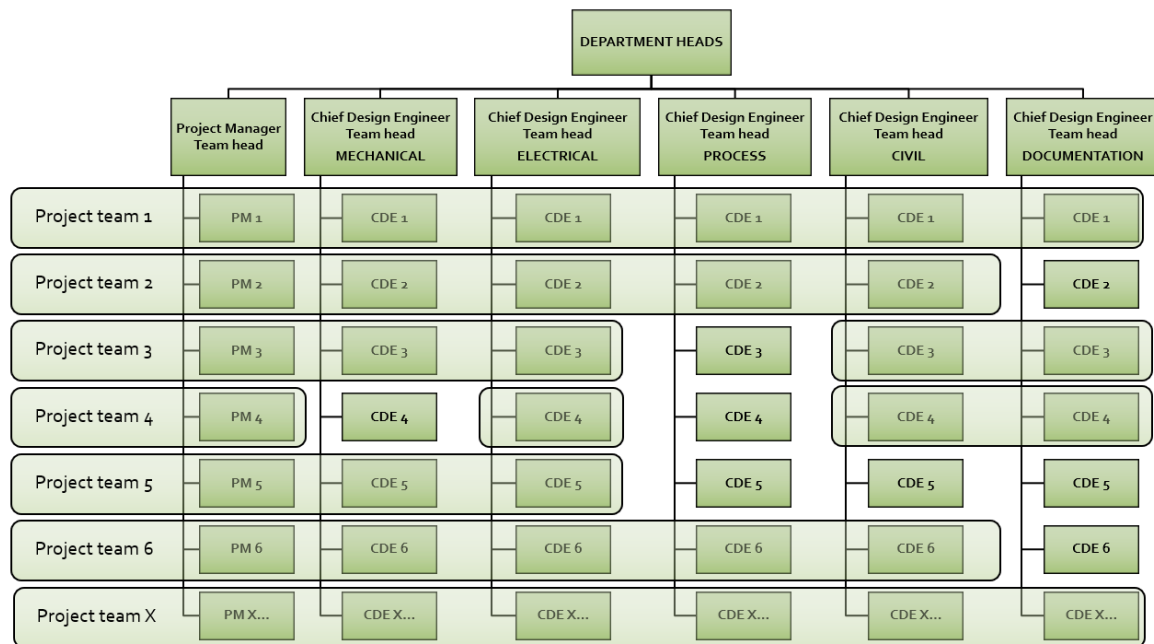 DEPARTMENT HEADS
Project Manager
Team head
Chief Design Engineer
Team head
MECHANICAL
Chief Design Engineer
Team head
ELECTRICAL
Chief Design Engineer
Team head
PROCESS
Chief Design Engineer
Team head
CIVIL
Chief Design Engineer
Team head
DOCUMENTATION
Project team 1
PM 1
CDE 1
CDE 1
CDE 1
CDE 1
CDE 1
Project team 2
PM 2
CDE 2
CDE 2
CDE 2
CDE 2
CDE 2
Project team 3
PM 3
CDE 3
CDE 3
CDE 3
CDE 3
CDE 3
Project team 4
PM 4
CDE 4
CDE 4
CDE 4
CDE 4
CDE 4
Project team 5
PM 5
CDE 5
CDE 5
CDE 5
CDE 5
CDE 5
Project team 6
PM 6
CDE 6
CDE 6
CDE 6
CDE 6
CDE 6
Project team X
PM X...
CDE X...
CDE X...
CDE X...
CDE X...
CDE X...